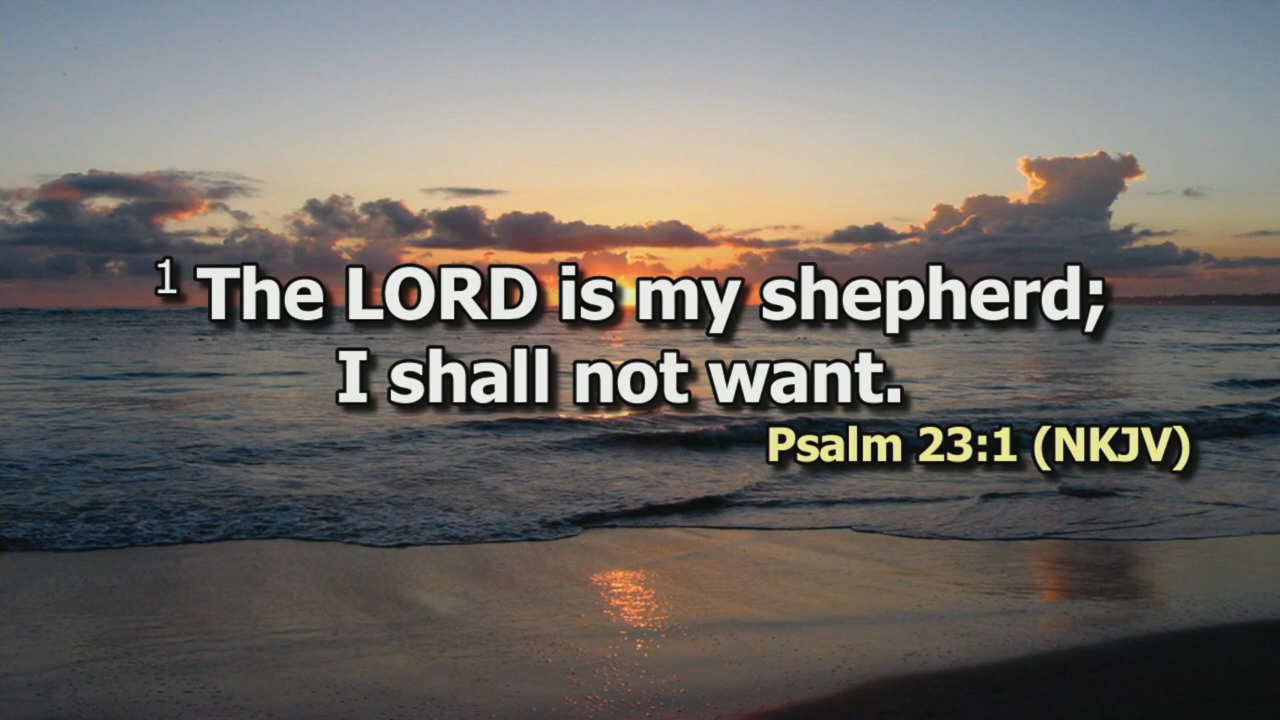 1 The LORD is my shepherd;
I shall not want.
Psalm 23:1 (NKJV)